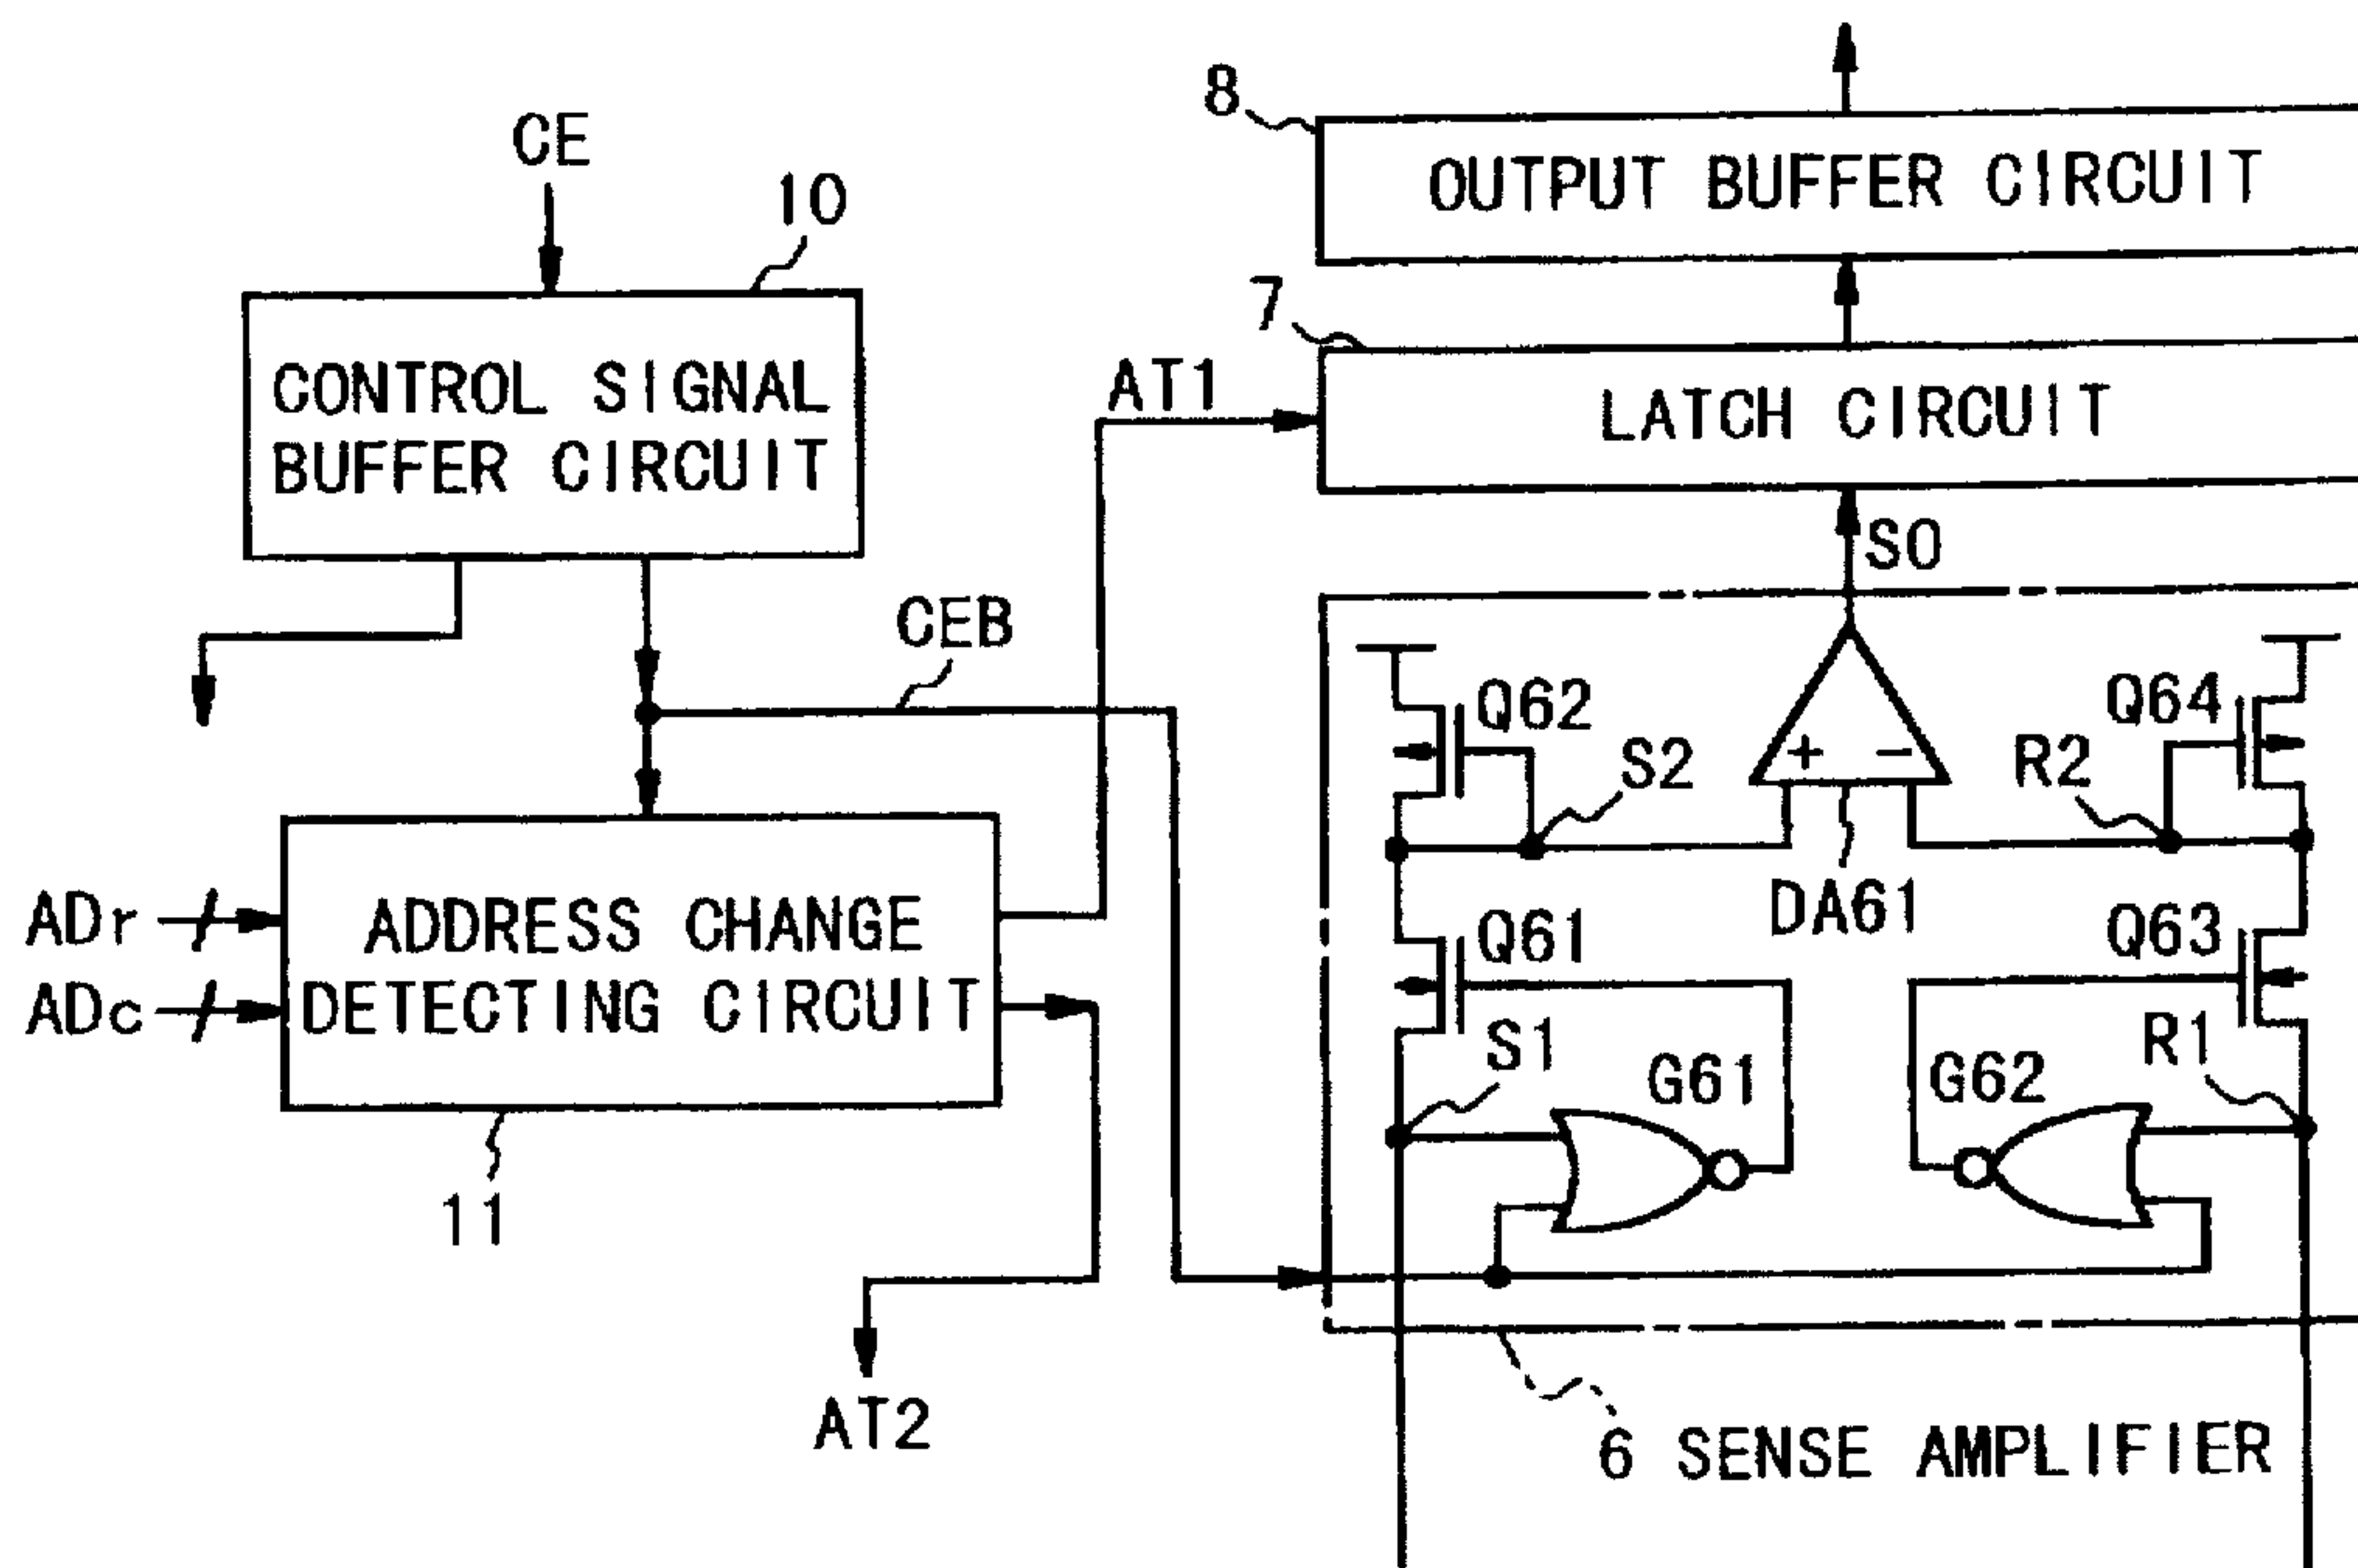 CE
10
CONTROL SIGNAL
BUFFER CIRCUIT
CEB
ADr
ADc
ADDRESS CHANGE
DETECTING CIRCUIT
11
AT1
AT2
8
OUTPUT BUFFER CIRCUIT
7
LATCH CIRCUIT
SO
Q62
S2
+
−
R2
Q64
DA61
Q61
Q63
S1
G61
G62
R1
6 SENSE AMPLIFIER